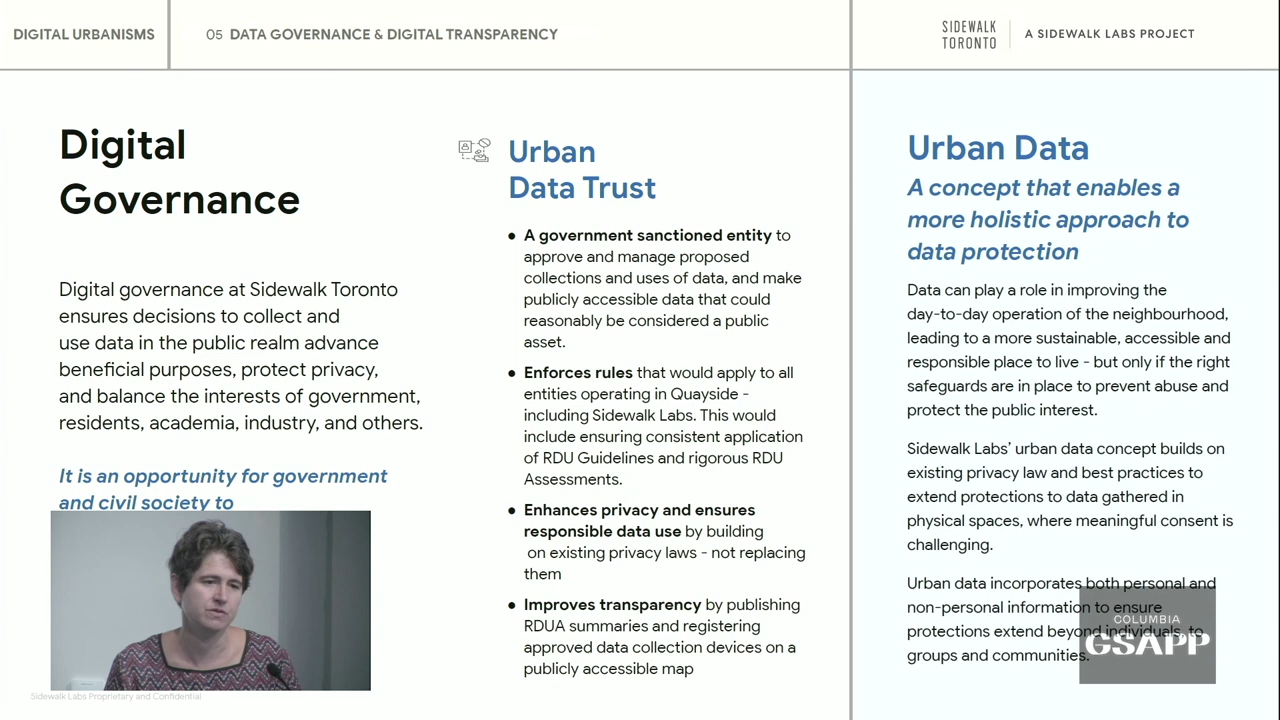 DIGITAL URBANISMS
05 DATA GOVERNANCE & DIGITAL TRANSPARENCY
SIDEWALK
TORONTO
A SIDEWALK LABS PROJECT
Digital
Governance
Digital governance at Sidewalk Toronto
ensures decisions to collect and
use data in the public realm advance
beneficial purposes, protect privacy,
and balance the interests of government,
residents, academia, industry, and others.
It is an opportunity for government
and civil society to
Sidewalk Labs Proprietary and Confidential
Urban
Data Trust
● A government sanctioned entity to
approve and manage proposed
collections and uses of data, and make
publicly accessible data that could
reasonably be considered a public
asset.
● Enforces rules that would apply to all
entities operating in Quayside -
including Sidewalk Labs. This would
include ensuring consistent application
of RDU Guidelines and rigorous RDU
Assessments.
● Enhances privacy and ensures
responsible data use by building
on existing privacy laws - not replacing
them
● Improves transparency by publishing
RDUA summaries and registering
approved data collection devices on a
publicly accessible map
Urban Data
A concept that enables a
more holistic approach to
data protection
Data can play a role in improving the
day-to-day operation of the neighbourhood,
leading to a more sustainable, accessible and
responsible place to live - but only if the right
safeguards are in place to prevent abuse and
protect the public interest.
Sidewalk Labs' urban data concept builds on
existing privacy law and best practices to
extend protections to data gathered in
physical spaces, where meaningful consent is
challenging.
Urban data incorporates both personal and
non-personal information to ensure
protections extend beyond individuals, to
groups and communities.
COLUMBIA
GSAPP